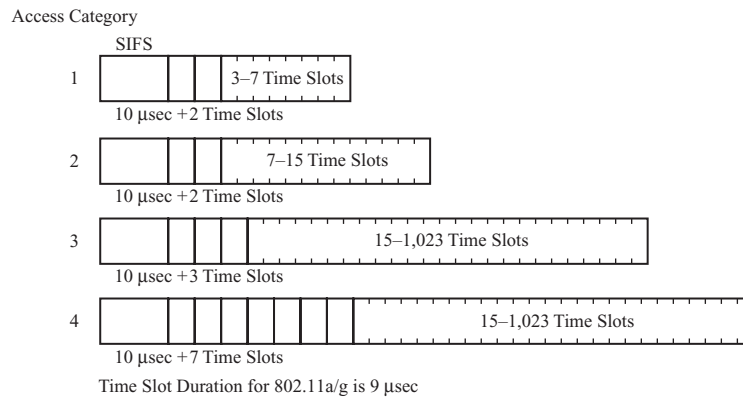 Access Category
SIFS
1
3–7 Time Slots
10 μsec +2 Time Slots
2
7–15 Time Slots
10 μsec +2 Time Slots
3
15–1,023 Time Slots
10 μsec +3 Time Slots
4
15–1,023 Time Slots
10 μsec +7 Time Slots
Time Slot Duration for 802.11a/g is 9 μsec